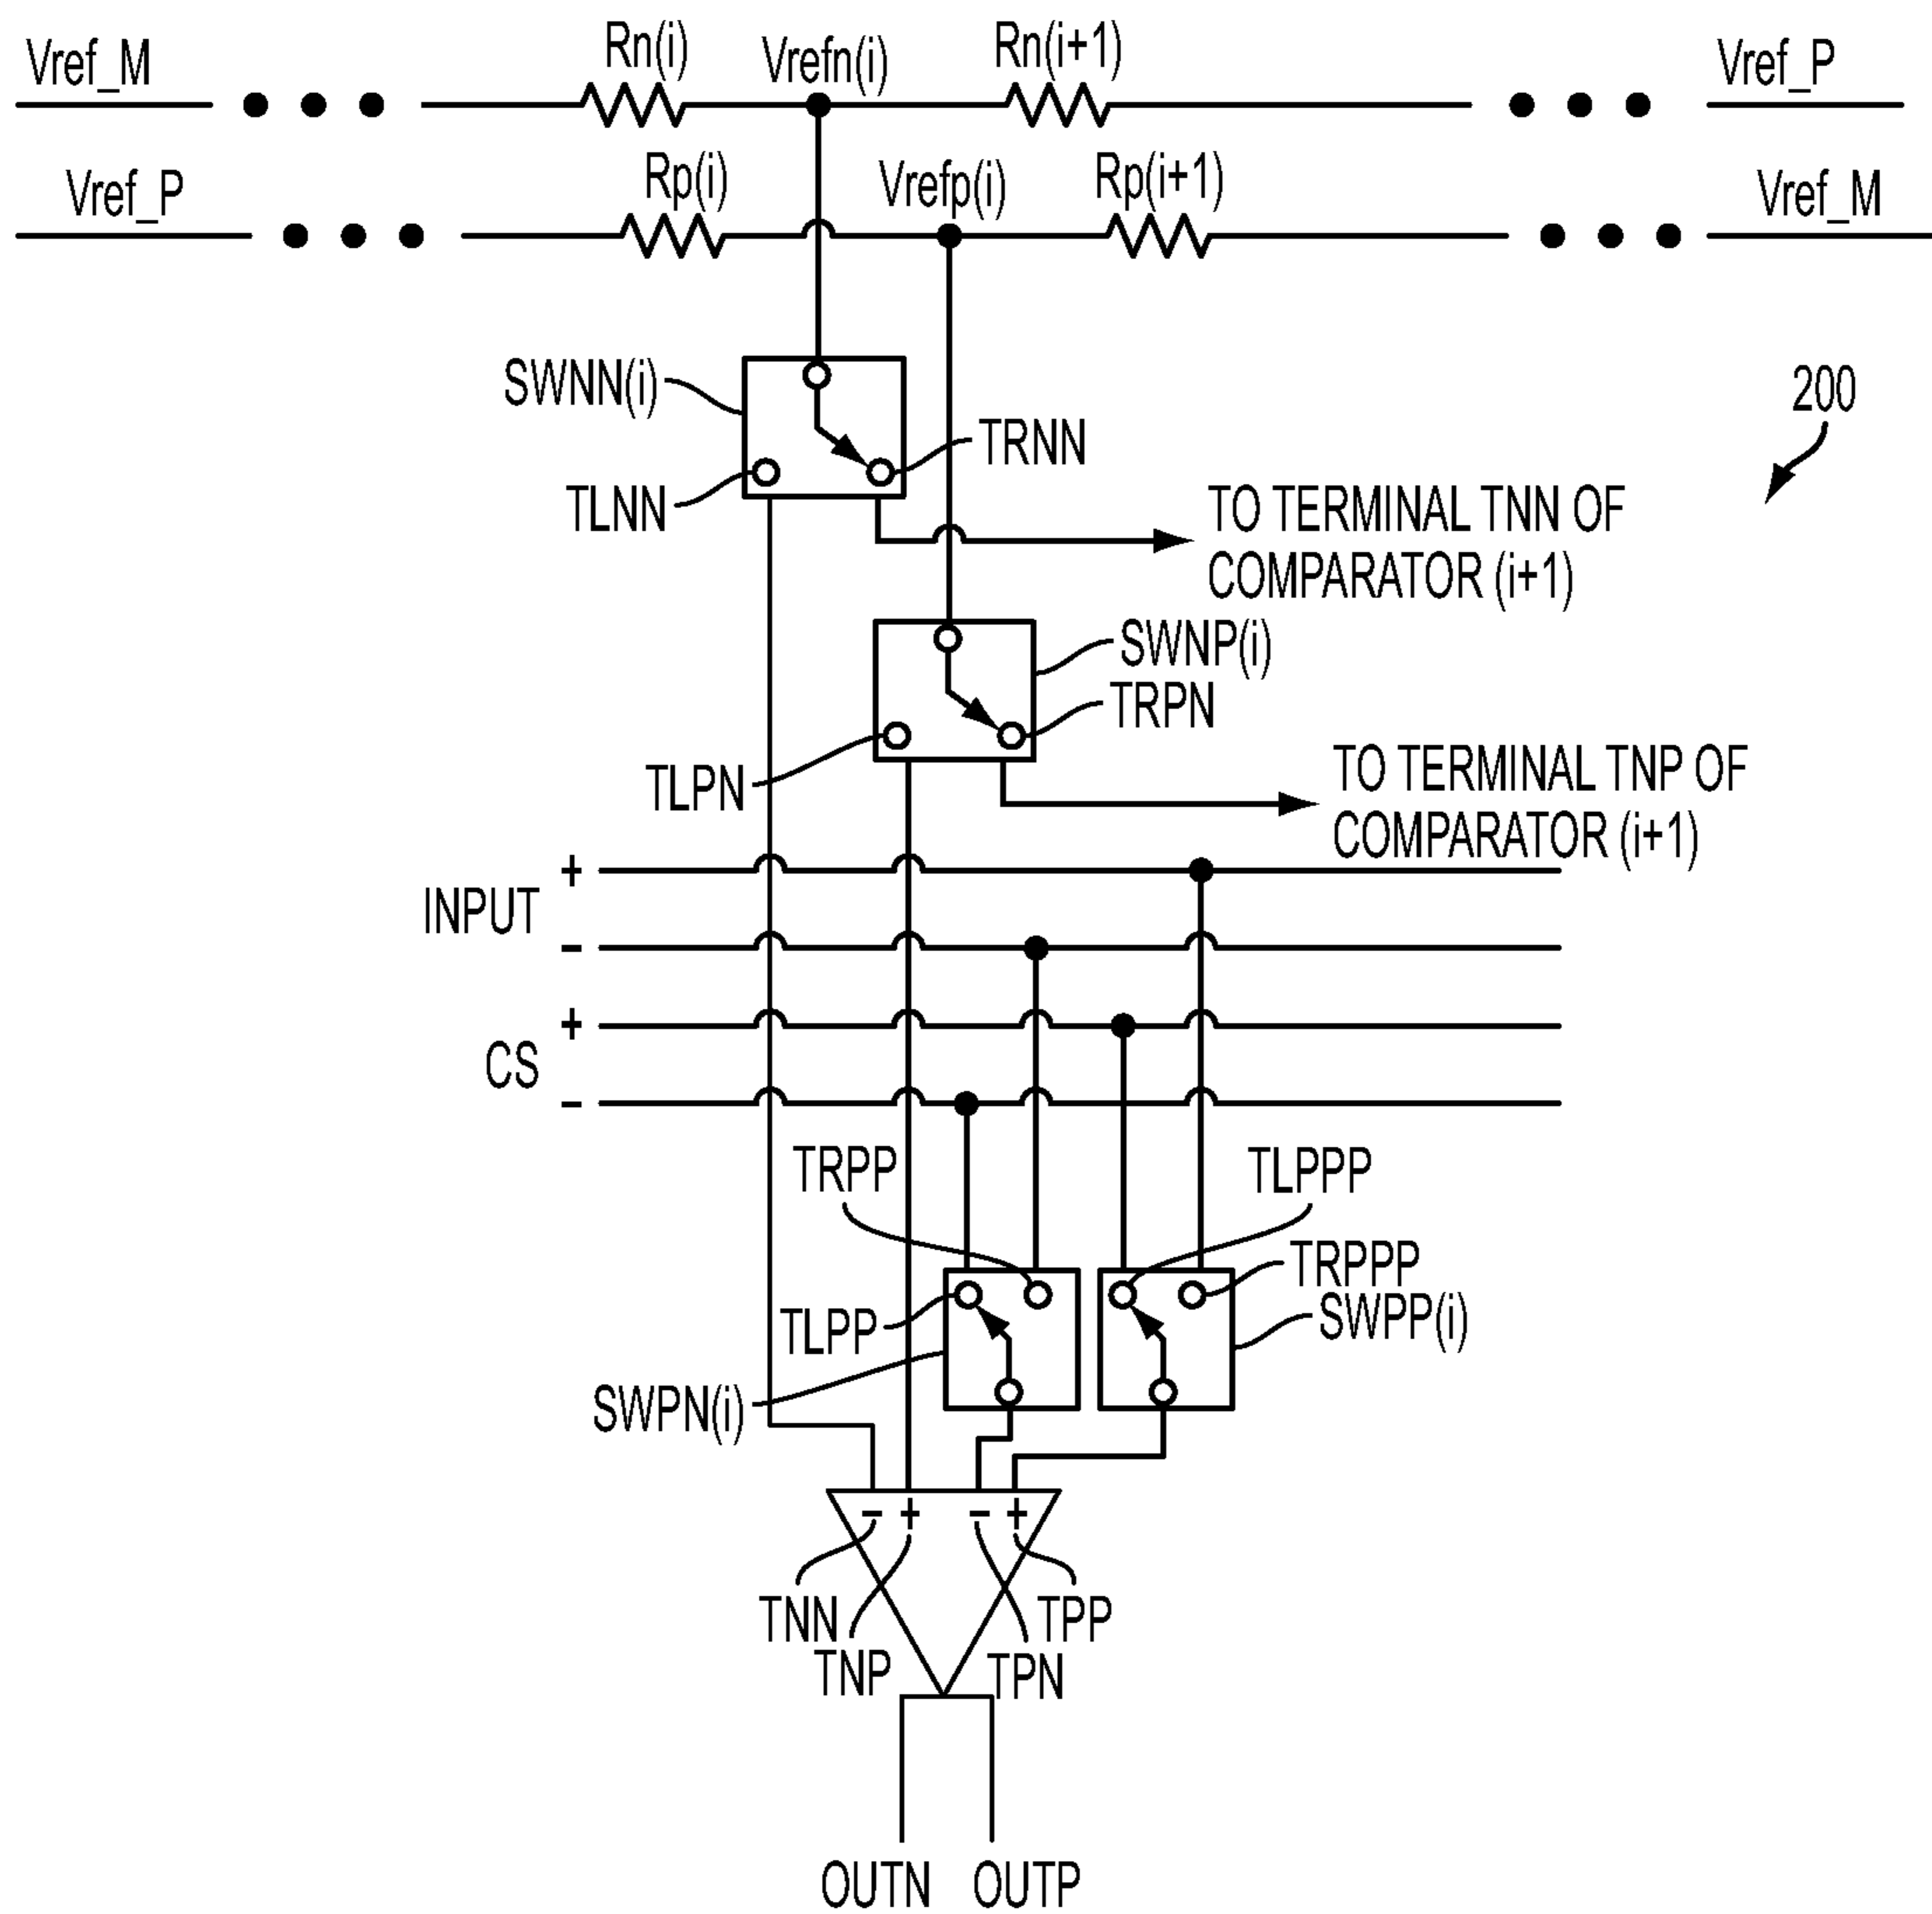 Rn(i)
Vrefn(i)
Rn(i+1)
Vref_M
Vref_P
Rp(i)
Vrefp(i)
Rp(i+1)
Vref_P
Vref_M
SWNN(i)
200
TRNN
TLNN
TO TERMINAL TNN OF
COMPARATOR (i+1)
SWNP(i)
TRPN
TLPN
TO TERMINAL TNP OF
COMPARATOR (i+1)
+
INPUT
-
+
CS
-
TRPP
TLPPP
TRPPP
TLPP
SWPP(i)
SWPN(i)
- + - +
TNN
TPP
TNP
TPN
OUTN
OUTP